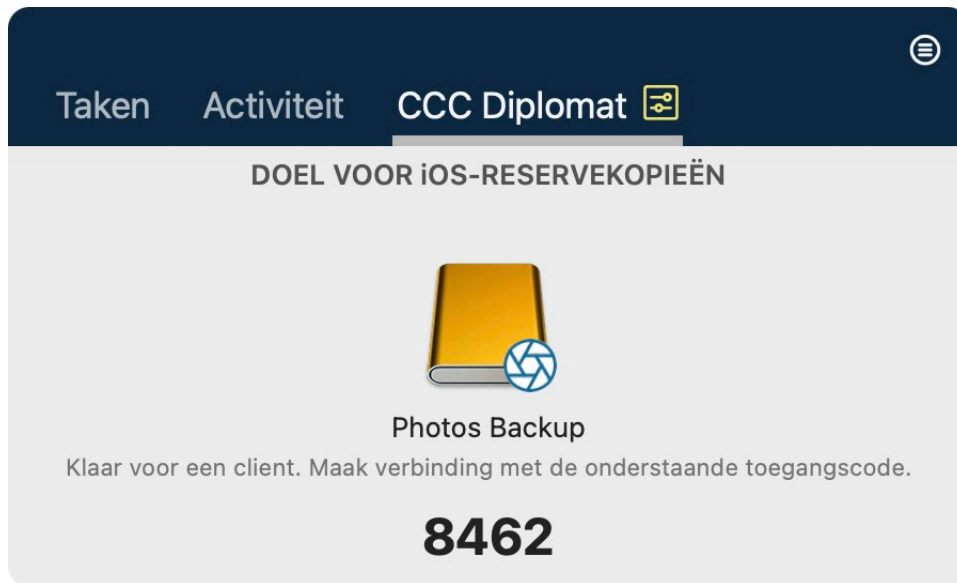 Taken Activiteit CCC Diplomat
DOEL VOOR iOS-RESERVEKOPIEËN
Photos Backup
Klaar voor een client. Maak verbinding met de onderstaande toegangscode.
8462